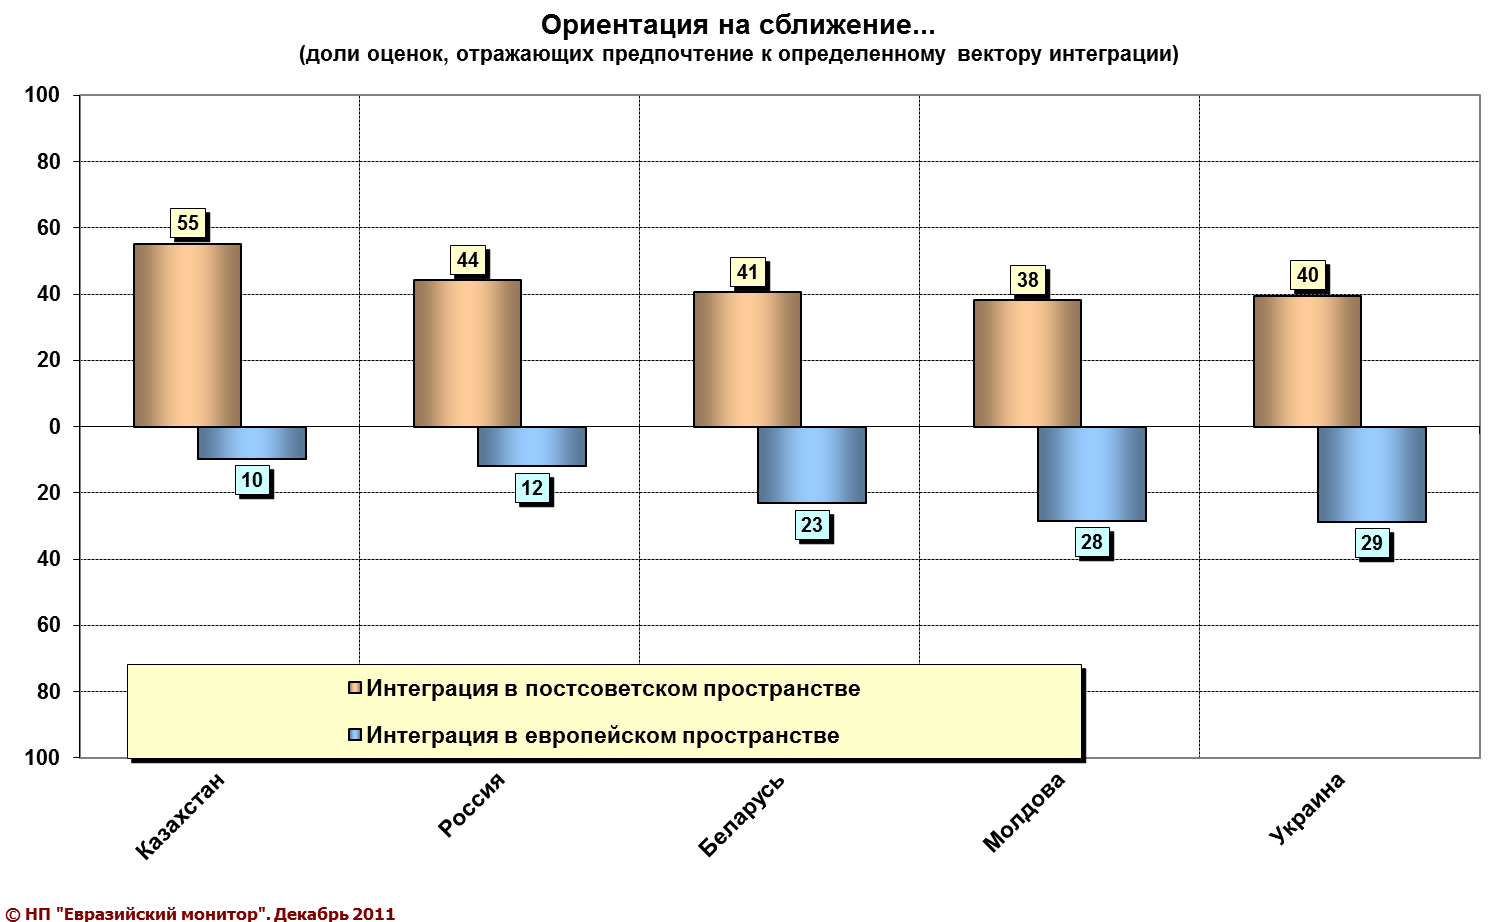 Ориентация на сближение...
(доли оценок, отражающих предпочтение к определенному вектору интеграции)
100
80
60
40
20
0
20
40
60
80
100
55
44
41
38
40
10
12
23
28
29
Интеграция в постсоветском пространстве
Интеграция в европейском пространстве
Казахстан
Россия
Беларусь
Молдова
Украина
© НП "Евразийский монитор". Декабрь 2011